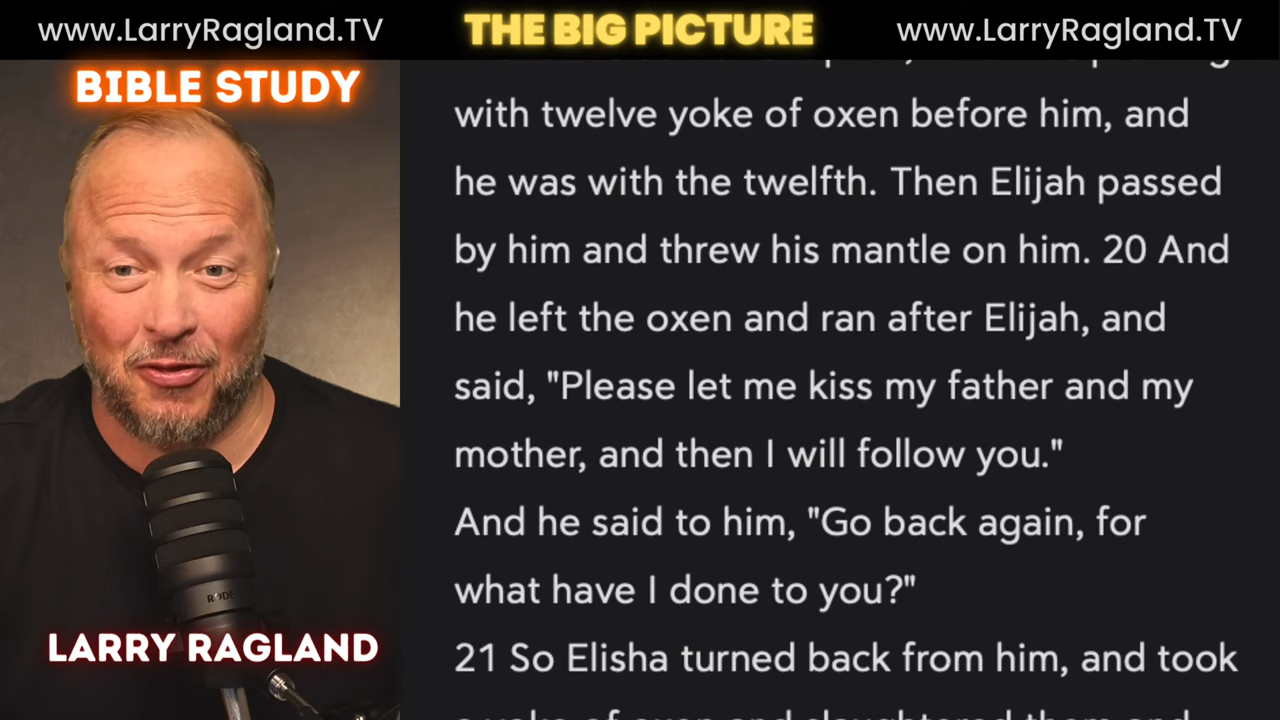 www.LarryRagland.TV
THE BIG PICTURE
www.LarryRagland.TV
BIBLE STUDY
with twelve yoke of oxen before him, and
he was with the twelfth. Then Elijah passed
by him and threw his mantle on him. 20 And
he left the oxen and ran after Elijah, and
said, "Please let me kiss my father and my
mother, and then I will follow you."
And he said to him, "Go back again, for
what have I done to you?"
21 So Elisha turned back from him, and took
RODE
LARRY RAGLAND